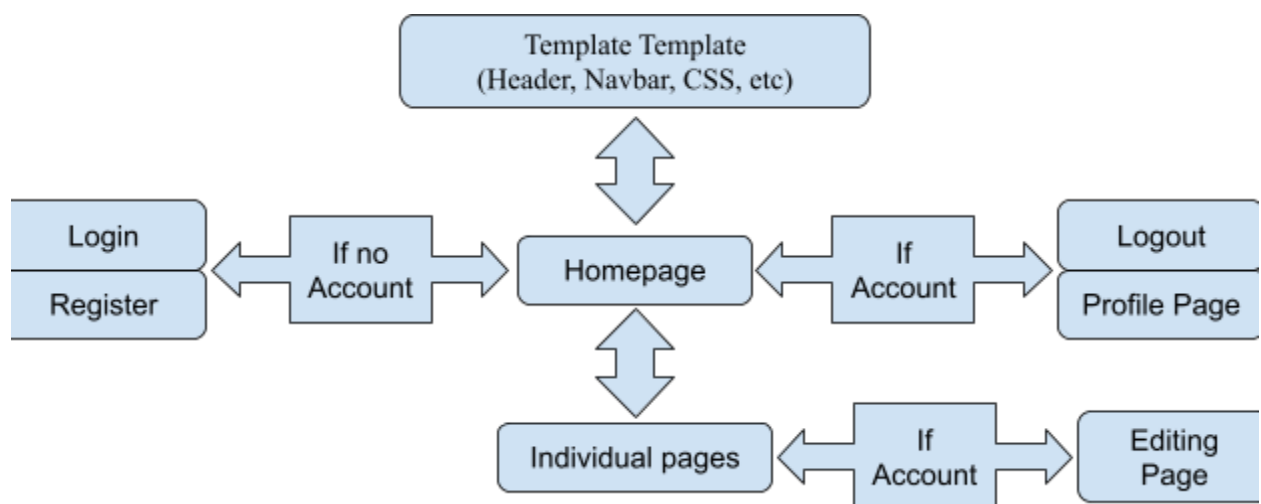 Template Template
(Header, Navbar, CSS, etc)
Login
Register
If no
Account
Homepage
If
Account
Logout
Profile Page
Individual pages
If
Account
Editing
Page